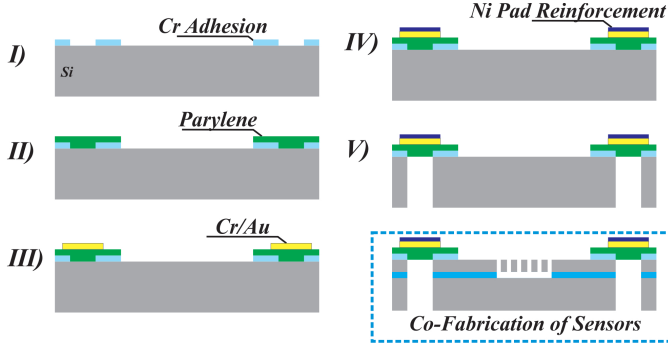 I)
Cr Adhesion
Si
II)
Parylene
III)
Cr/Au
IV)
Ni Pad Reinforcement
V)
Co-Fabrication of Sensors